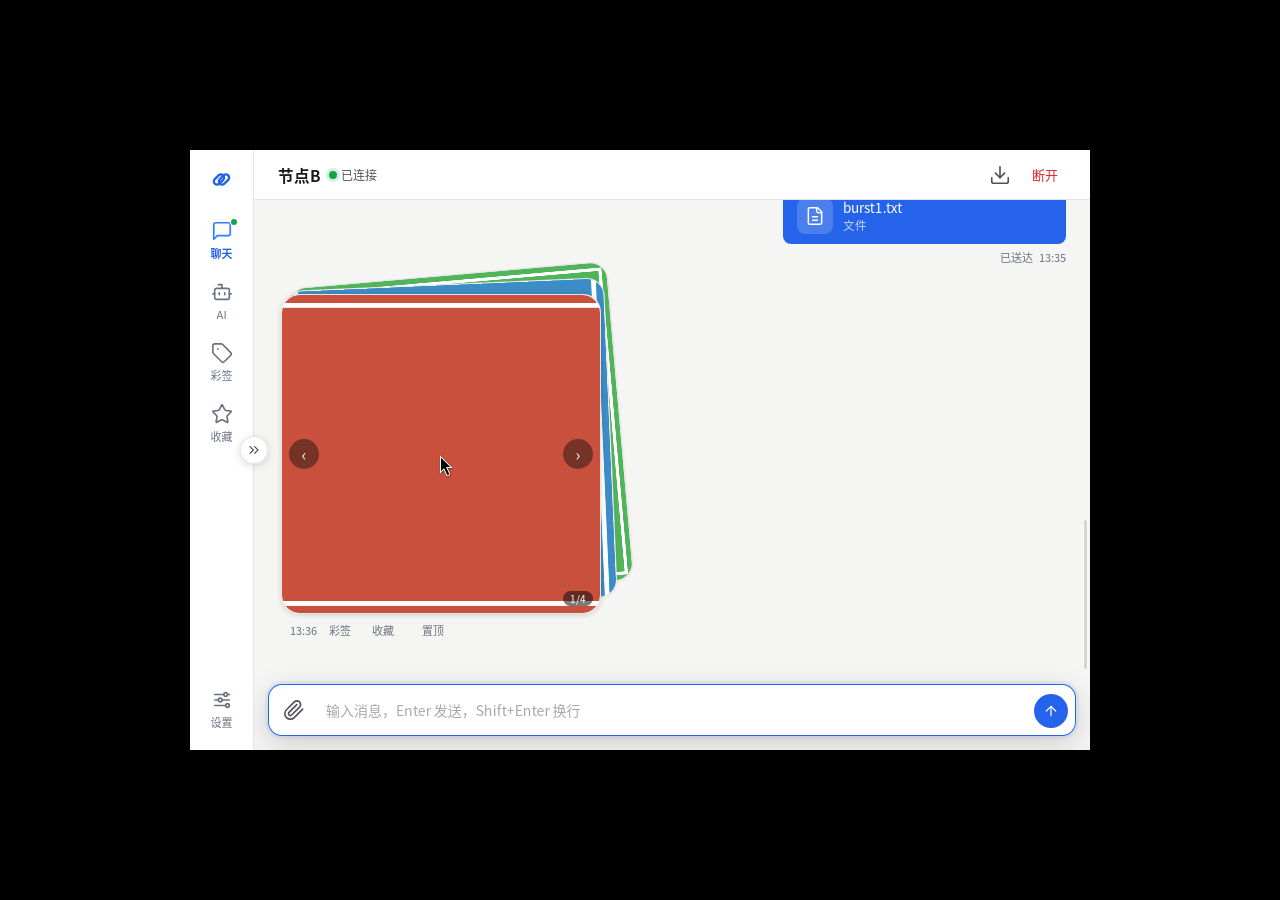 节点B 已连接
断开
聊天
AI
彩签
收藏
设置
burst1.txt
文件
已送达 13:35
‹ ›
1/4
13:36 彩签 收藏 置顶
输入消息，Enter 发送，Shift+Enter 换行